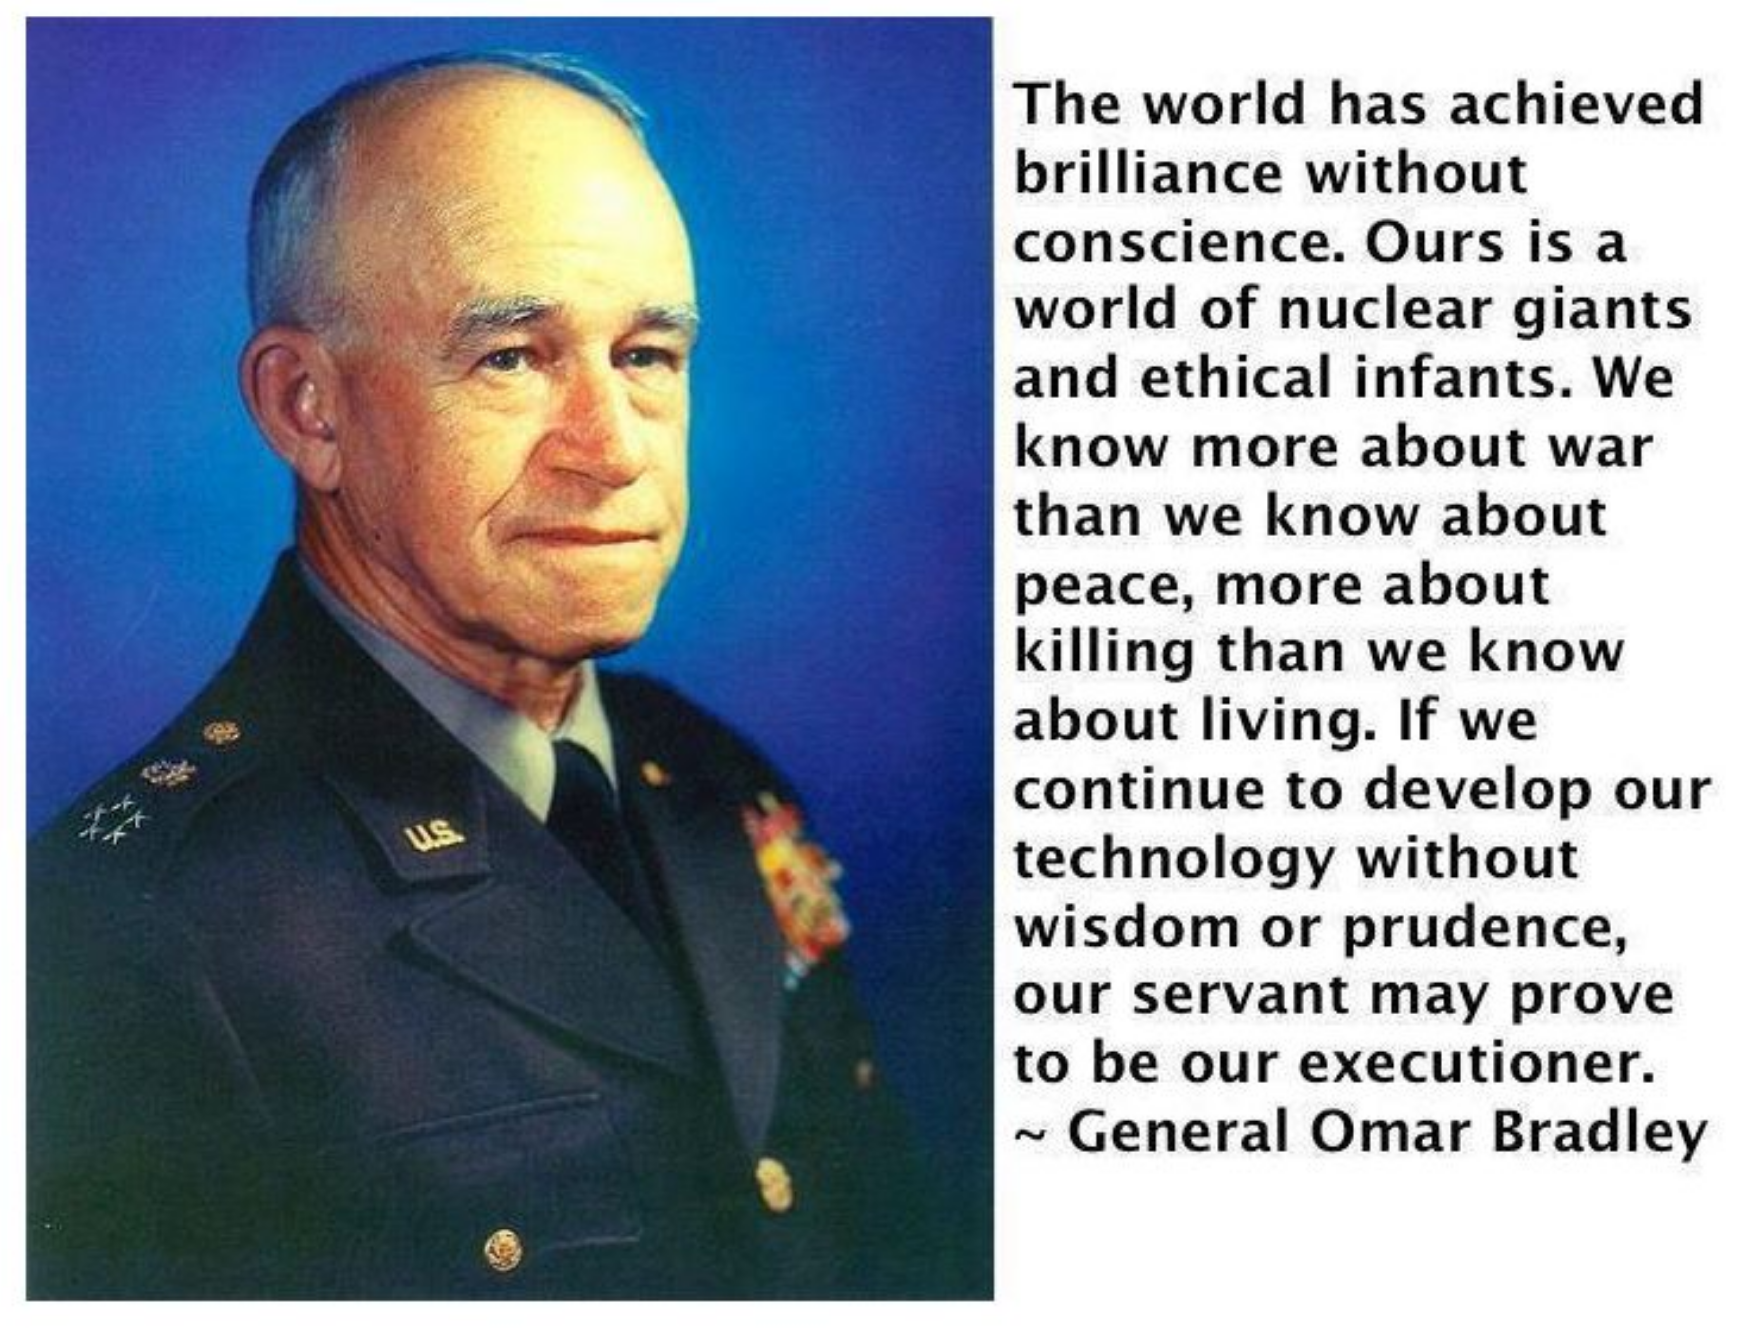 The world has achieved
brilliance without
conscience. Ours is a
world of nuclear giants
and ethical infants. We
know more about war
than we know about
peace, more about
killing than we know
about living. If we
continue to develop our
technology without
wisdom or prudence,
our servant may prove
to be our executioner.
~ General Omar Bradley
U.S.